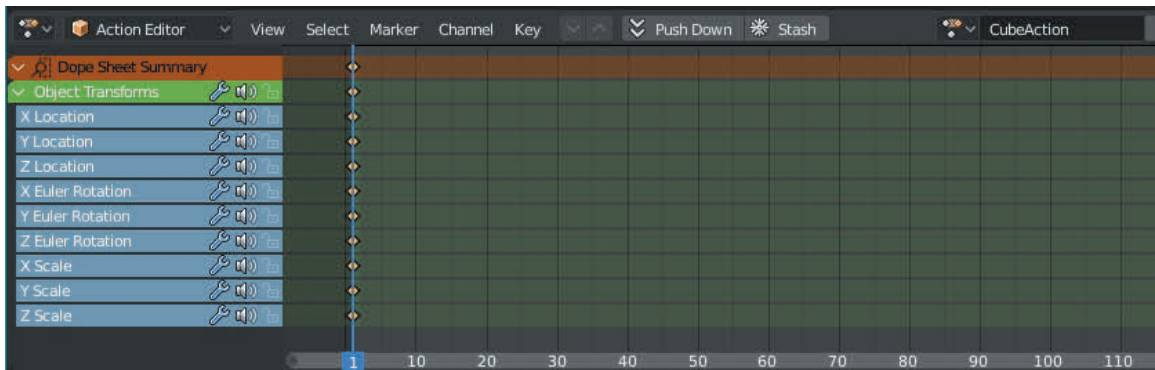 Action Editor View Select Marker Channel Key Push Down Stash CubeAction
Dope Sheet Summary
Object Transforms
X Location
Y Location
Z Location
X Euler Rotation
Y Euler Rotation
Z Euler Rotation
X Scale
Y Scale
Z Scale
1 10 20 30 40 50 60 70 80 90 100 110